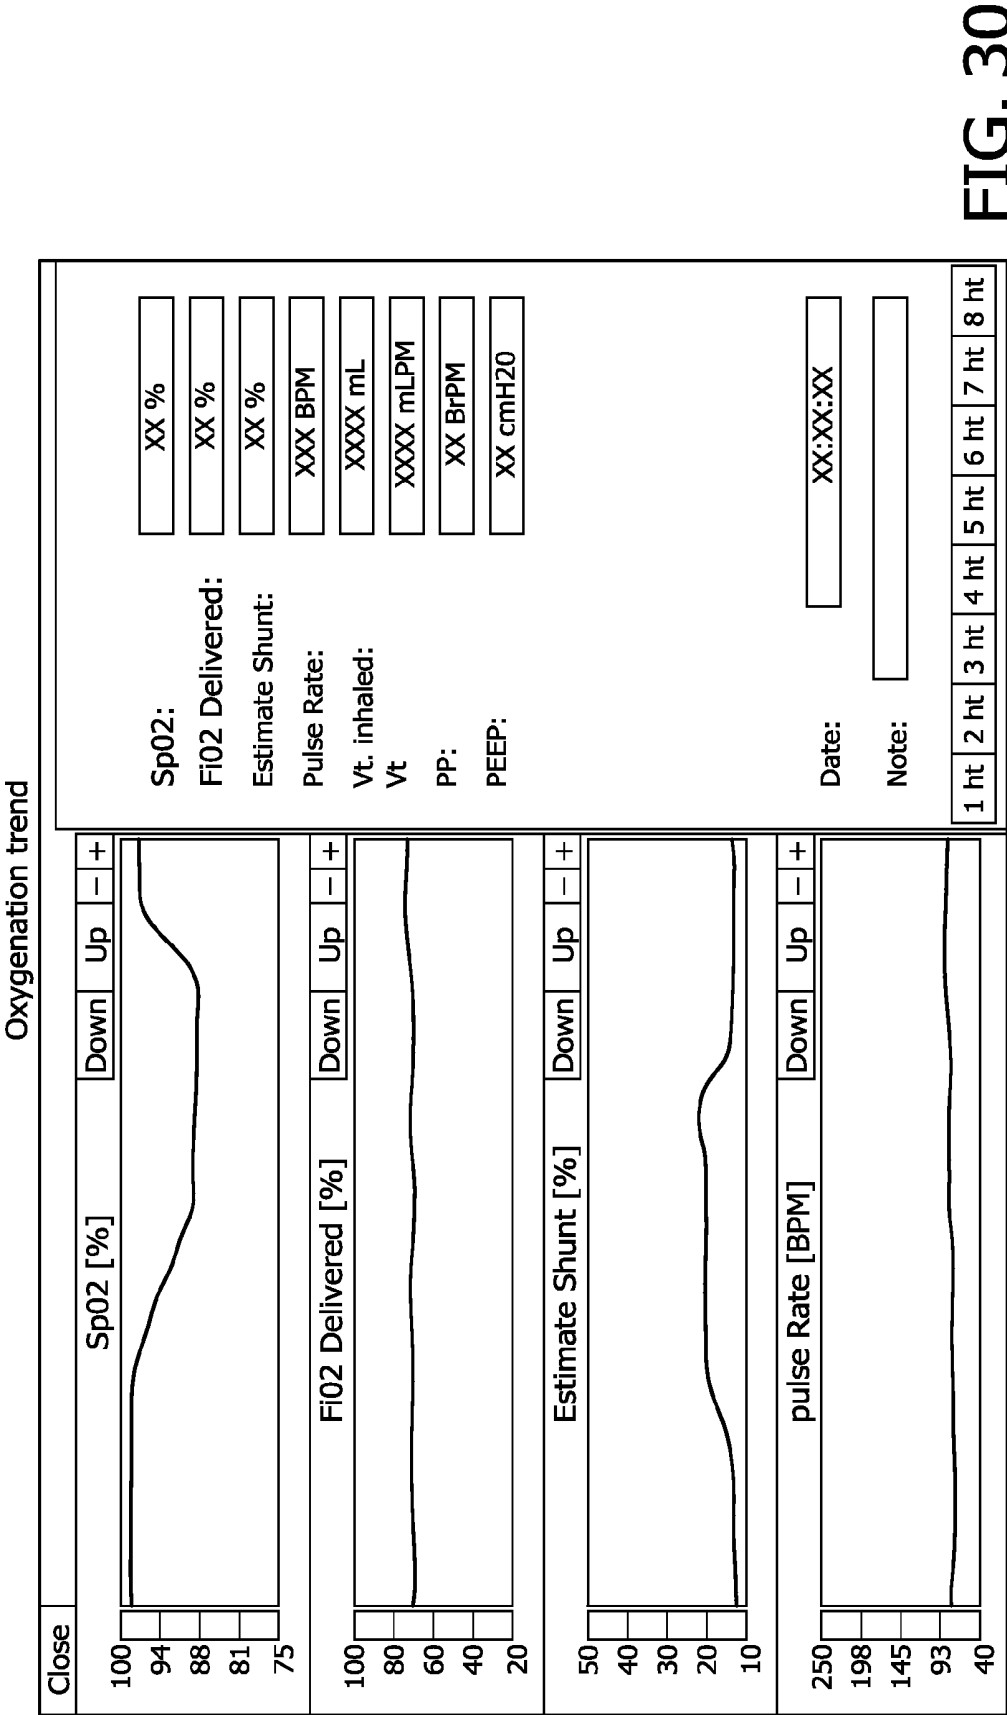 Oxygenation trend
Close
Sp02 [%] Down Up − +
100
94
88
81
75
Fi02 Delivered [%] Down Up − +
100
80
60
40
20
Estimate Shunt [%] Down Up − +
50
40
30
20
10
pulse Rate [BPM] Down Up − +
250
198
145
93
40
Sp02: XX %
Fi02 Delivered: XX %
Estimate Shunt: XX %
Pulse Rate: XXX BPM
Vt. inhaled: XXXX mL
Vt XXXX mLPM
PP: XX BrPM
PEEP: XX cmH20
Date: XX:XX:XX
Note:
1 ht 2 ht 3 ht 4 ht 5 ht 6 ht 7 ht 8 ht
FIG. 30